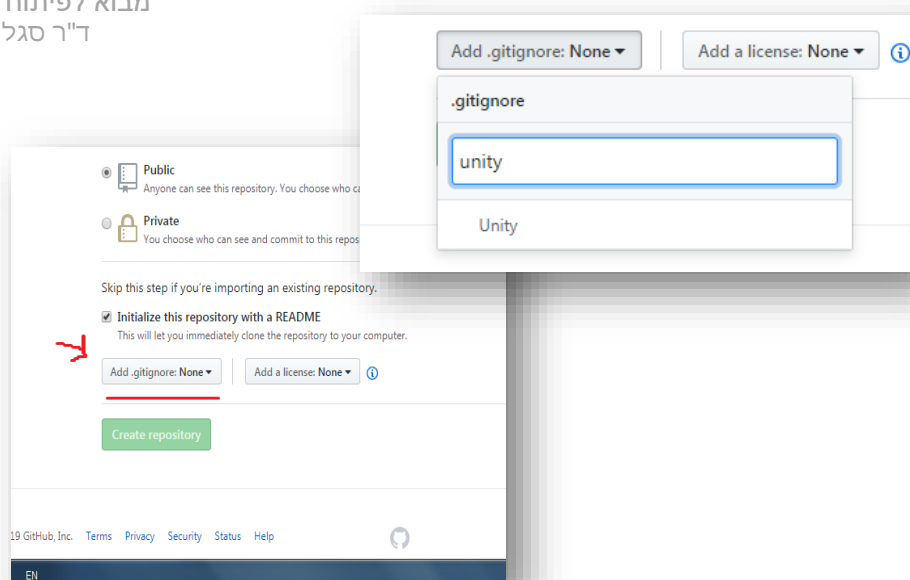 מבוא לפיתוח
ד"ר סגל
Add .gitignore: None
Add a license: None
.gitignore
unity
Unity
Public
Anyone can see this repository. You choose who
Private
You choose who can see and commit to this
Skip this step if you're importing an existing repository.
Initialize this repository with a README
This will let you immediately clone the repository to your computer.
Add .gitignore: None
Add a license: None
Create repository
19 GitHub, Inc. Terms Privacy Security Status Help
EN